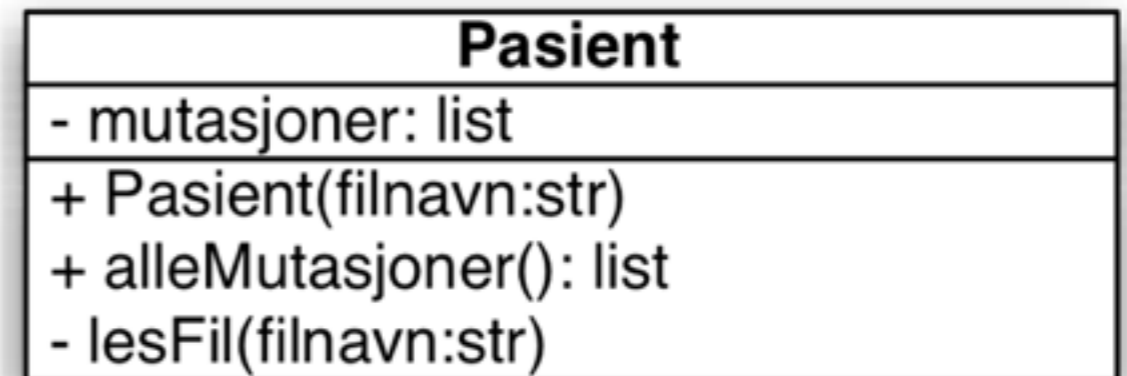 Pasient
- mutasjoner: list
+ Pasient(filnavn:str)
+ alleMutasjoner(): list
- lesFil(filnavn:str)